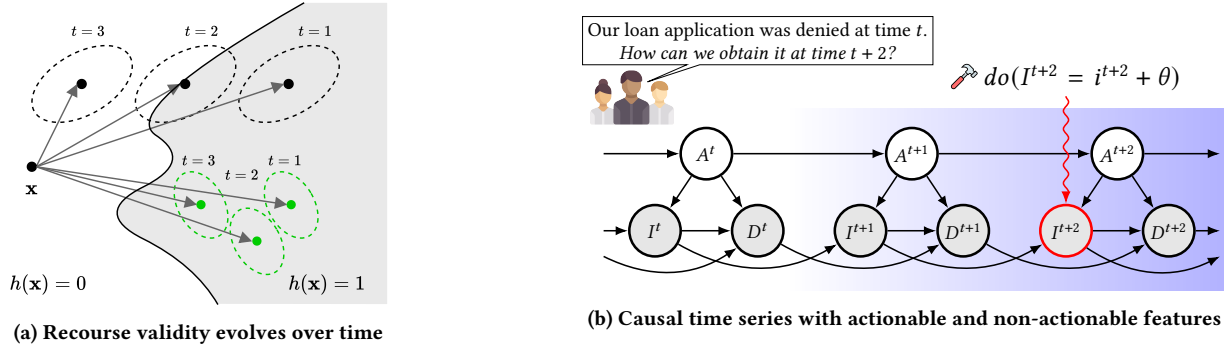 t = 3
t = 2
t = 1
x
t = 3
t = 1
t = 2
h(x) = 0
h(x) = 1
(a) Recourse validity evolves over time
Our loan application was denied at time t.
How can we obtain it at time t + 2?
do(I^{t+2} = i^{t+2} + θ)
A^t
A^{t+1}
A^{t+2}
I^t
D^t
I^{t+1}
D^{t+1}
I^{t+2}
D^{t+2}
(b) Causal time series with actionable and non-actionable features